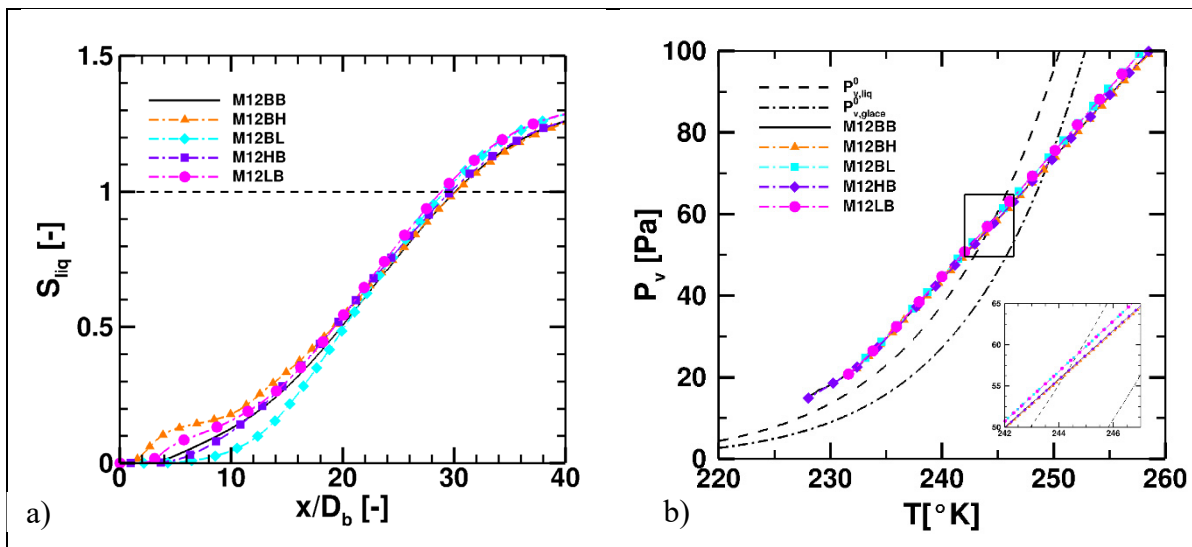 1.5
1
0.5
0
S_liq [-]
M12BB
M12BH
M12BL
M12HB
M12LB
0 10 20 30 40
x/D_b [-]
a)
100
80
60
40
20
0
P_v [Pa]
P^0_v,liq
P^0_v,glace
M12BB
M12BH
M12BL
M12HB
M12LB
65
60
55
50
242 244 246
220 230 240 250 260
T[°K]
b)